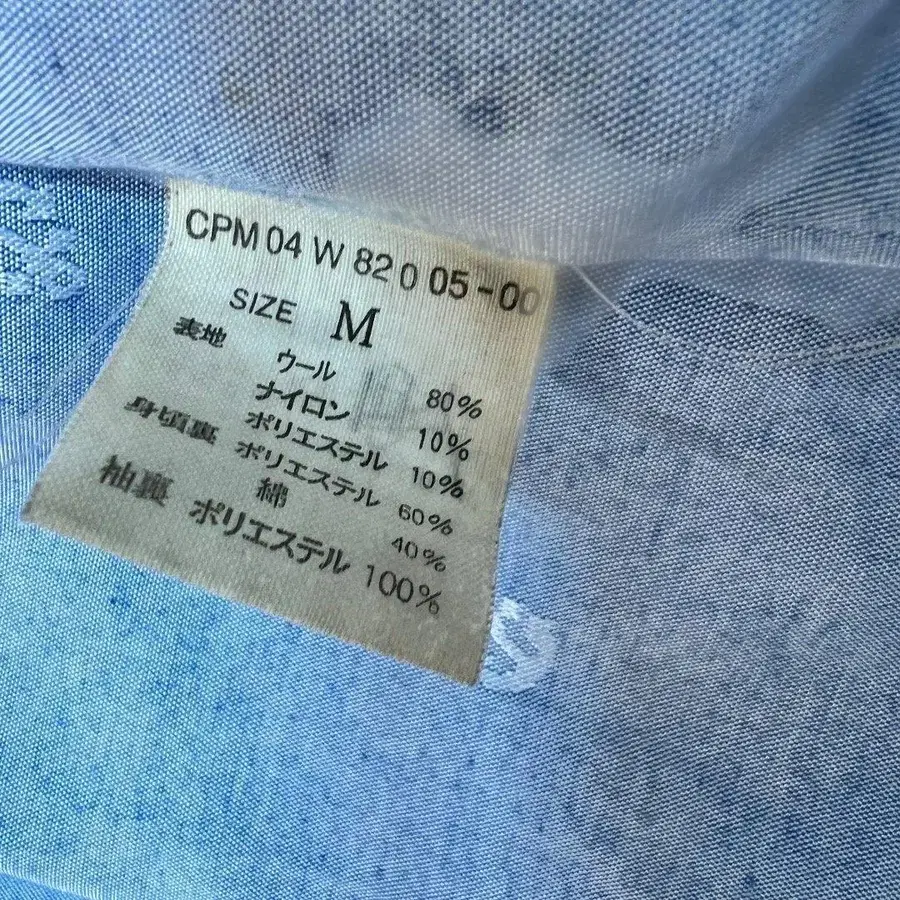 CPM 04 W 82 0 05-00
SIZE M
表地 ウール 80%
ナイロン 10%
ポリエステル 10%
身頃裏 ポリエステル 60%
綿 40%
袖裏 ポリエステル 100%